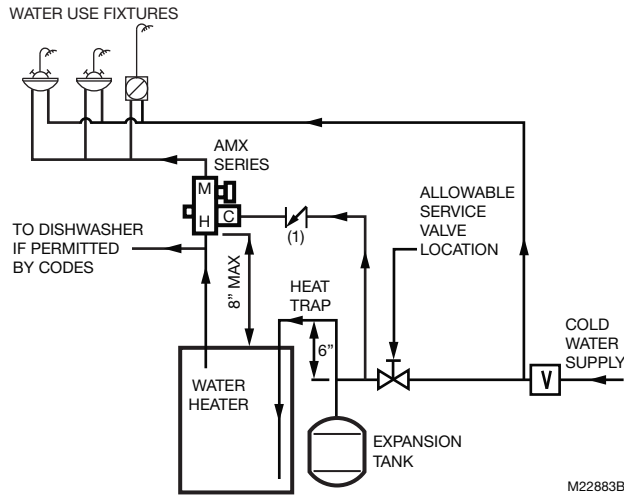 WATER USE FIXTURES
AMX
SERIES
M
H
C
(1)
ALLOWABLE
SERVICE
VALVE
LOCATION
TO DISHWASHER
IF PERMITTED
BY CODES
8" MAX
HEAT
TRAP
6"
COLD
WATER
SUPPLY
V
WATER
HEATER
EXPANSION
TANK
M22883B